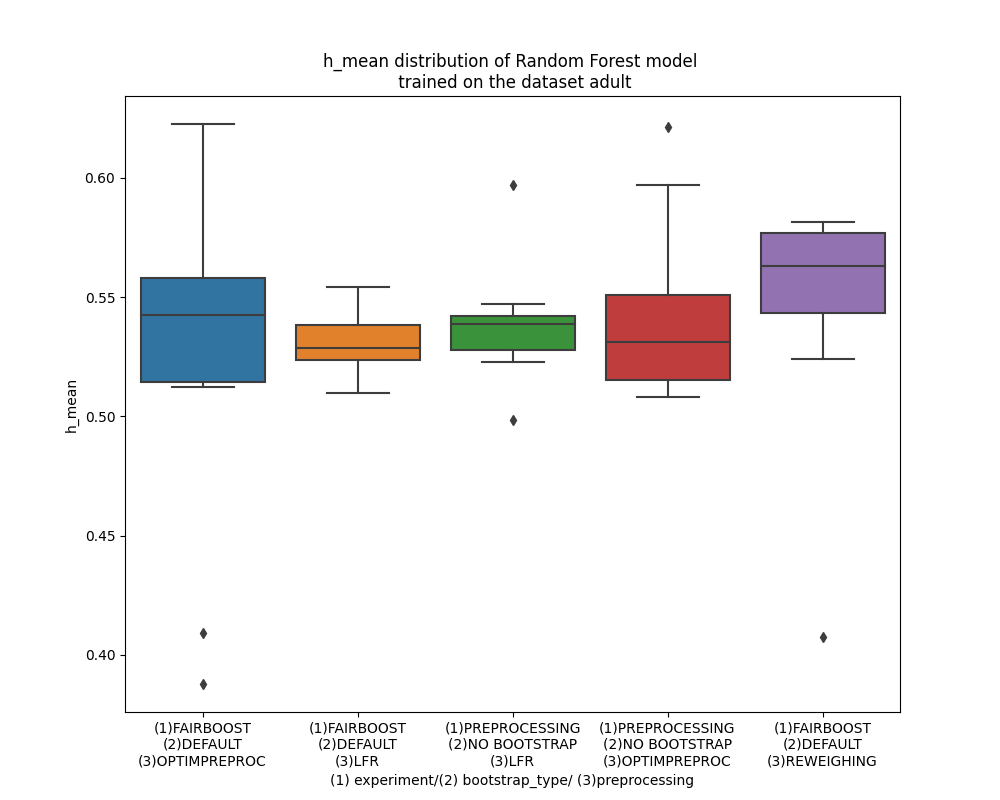 h_mean distribution of Random Forest model
trained on the dataset adult
h_mean
0.60
0.55
0.50
0.45
0.40
(1)FAIRBOOST
(2)DEFAULT
(3)OPTIMPREPROC
(1)FAIRBOOST
(2)DEFAULT
(3)LFR
(1)PREPROCESSING
(2)NO BOOTSTRAP
(3)LFR
(1)PREPROCESSING
(2)NO BOOTSTRAP
(3)OPTIMPREPROC
(1)FAIRBOOST
(2)DEFAULT
(3)REWEIGHING
(1) experiment/(2) bootstrap_type/ (3)preprocessing